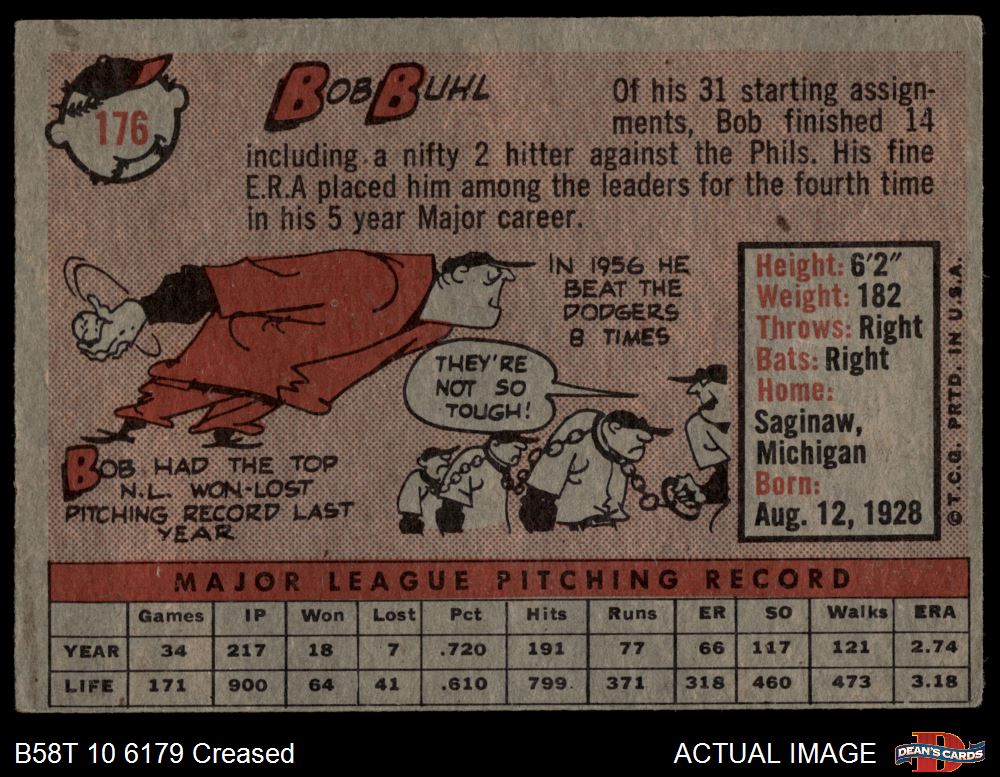 176
BOB BUHL
Of his 31 starting assign-
ments, Bob finished 14
including a nifty 2 hitter against the Phils. His fine
E.R.A placed him among the leaders for the fourth time
in his 5 year Major career.
IN 1956 HE
BEAT THE
DODGERS
8 TIMES
THEY'RE
NOT SO
TOUGH!
BOB HAD THE TOP
N.L. WON-LOST
PITCHING RECORD LAST
YEAR
Height: 6'2"
Weight: 182
Throws: Right
Bats: Right
Home:
Saginaw,
Michigan
Born:
Aug. 12, 1928
© T.C.G. PRTD. IN U.S.A.
MAJOR LEAGUE PITCHING RECORD
Games IP Won Lost Pct Hits Runs ER SO Walks ERA
YEAR 34 217 18 7 .720 191 77 66 117 121 2.74
LIFE 171 900 64 41 .610 799 371 318 460 473 3.18
B58T 10 6179 Creased
ACTUAL IMAGE
DEAN'S CARDS